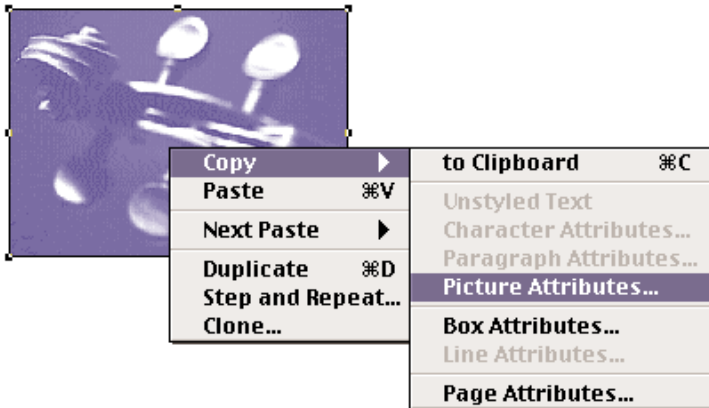 Copy
Paste ⌘V
Next Paste
Duplicate ⌘D
Step and Repeat...
Clone...
to Clipboard ⌘C
Unstyled Text
Character Attributes...
Paragraph Attributes...
Picture Attributes...
Box Attributes...
Line Attributes...
Page Attributes...